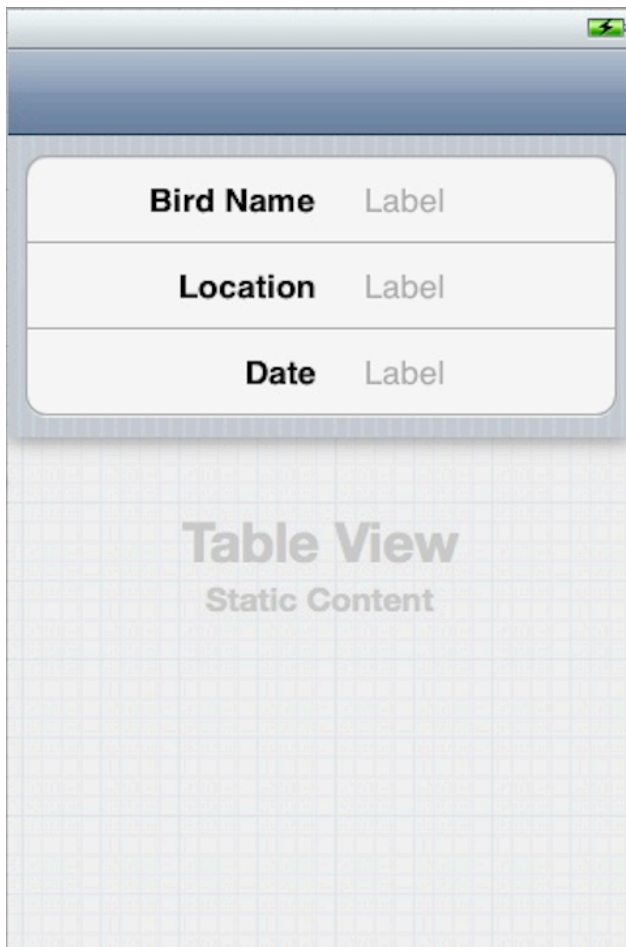 Bird Name Label
Location Label
Date Label
Table View
Static Content